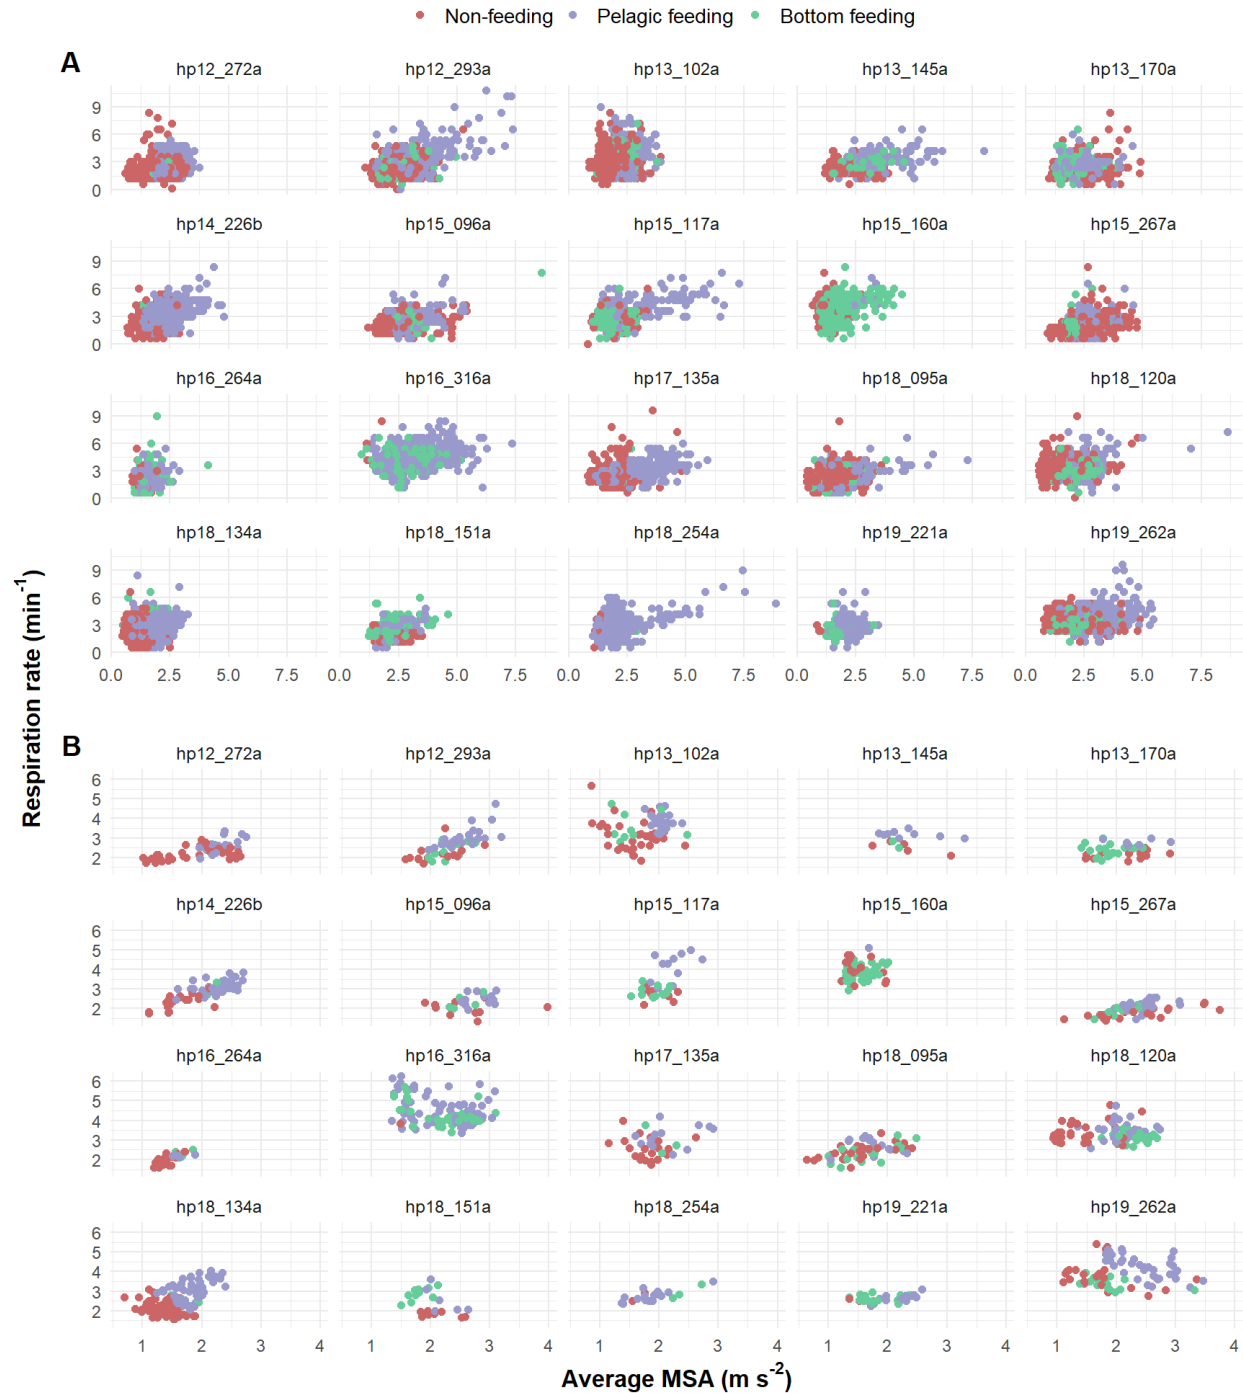 Non-feeding Pelagic feeding Bottom feeding
A
hp12_272a hp12_293a hp13_102a hp13_145a hp13_170a
9
6
3
0
hp14_226b hp15_096a hp15_117a hp15_160a hp15_267a
9
6
3
0
hp16_264a hp16_316a hp17_135a hp18_095a hp18_120a
9
6
3
0
hp18_134a hp18_151a hp18_254a hp19_221a hp19_262a
9
6
3
0
0.0 2.5 5.0 7.5 0.0 2.5 5.0 7.5 0.0 2.5 5.0 7.5 0.0 2.5 5.0 7.5 0.0 2.5 5.0 7.5
Respiration rate (min⁻¹)
B
hp12_272a hp12_293a hp13_102a hp13_145a hp13_170a
6
5
4
3
2
hp14_226b hp15_096a hp15_117a hp15_160a hp15_267a
6
5
4
3
2
hp16_264a hp16_316a hp17_135a hp18_095a hp18_120a
6
5
4
3
2
hp18_134a hp18_151a hp18_254a hp19_221a hp19_262a
6
5
4
3
2
1 2 3 4 1 2 3 4 1 2 3 4 1 2 3 4 1 2 3 4
Average MSA (m s⁻²)